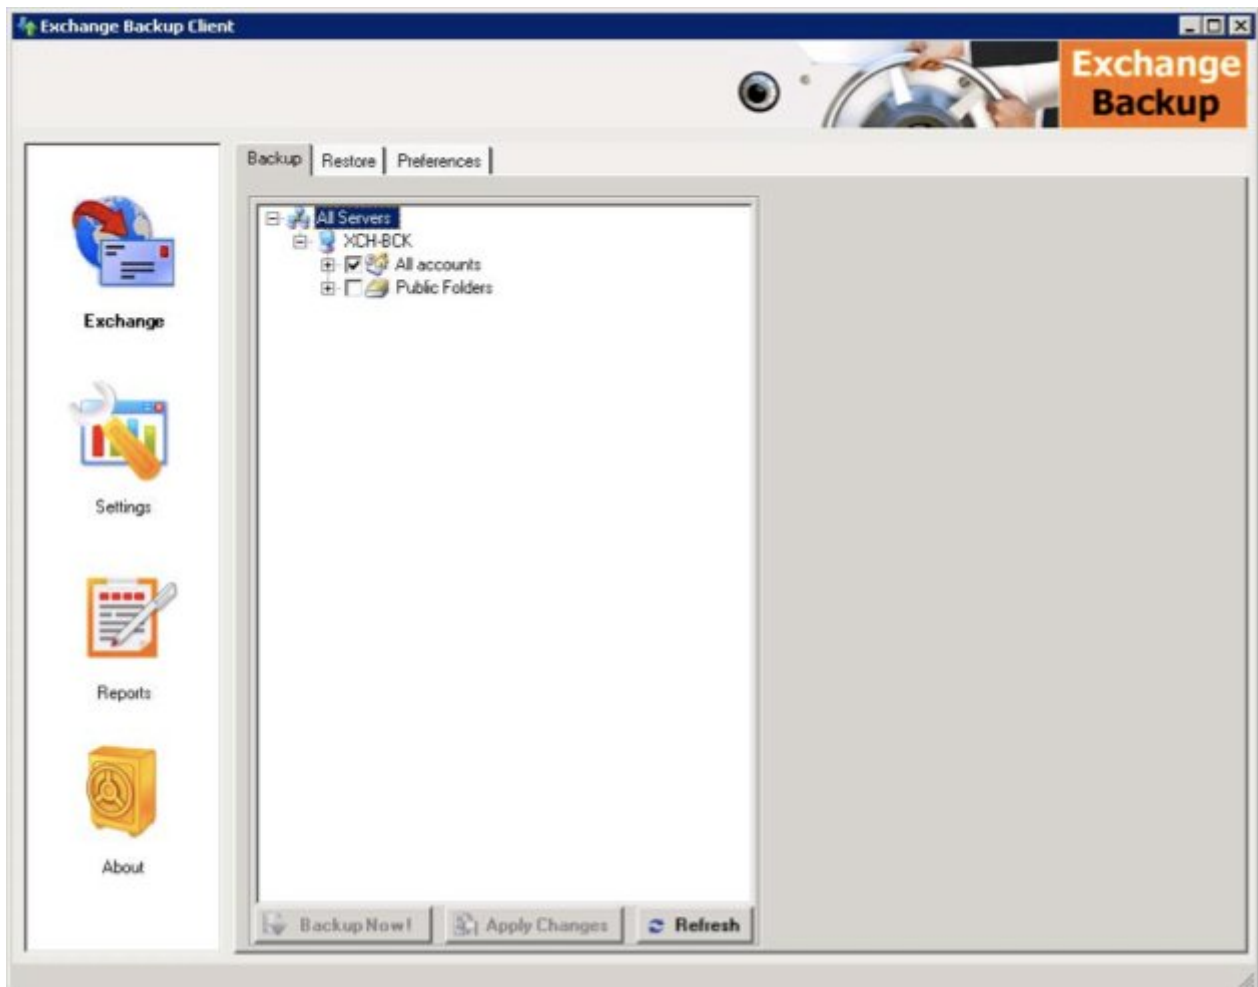 Exchange Backup Client
Exchange
Backup
Backup Restore Preferences
All Servers
XCH-BCK
All accounts
Public Folders
Exchange
Settings
Reports
About
Backup Now! Apply Changes Refresh